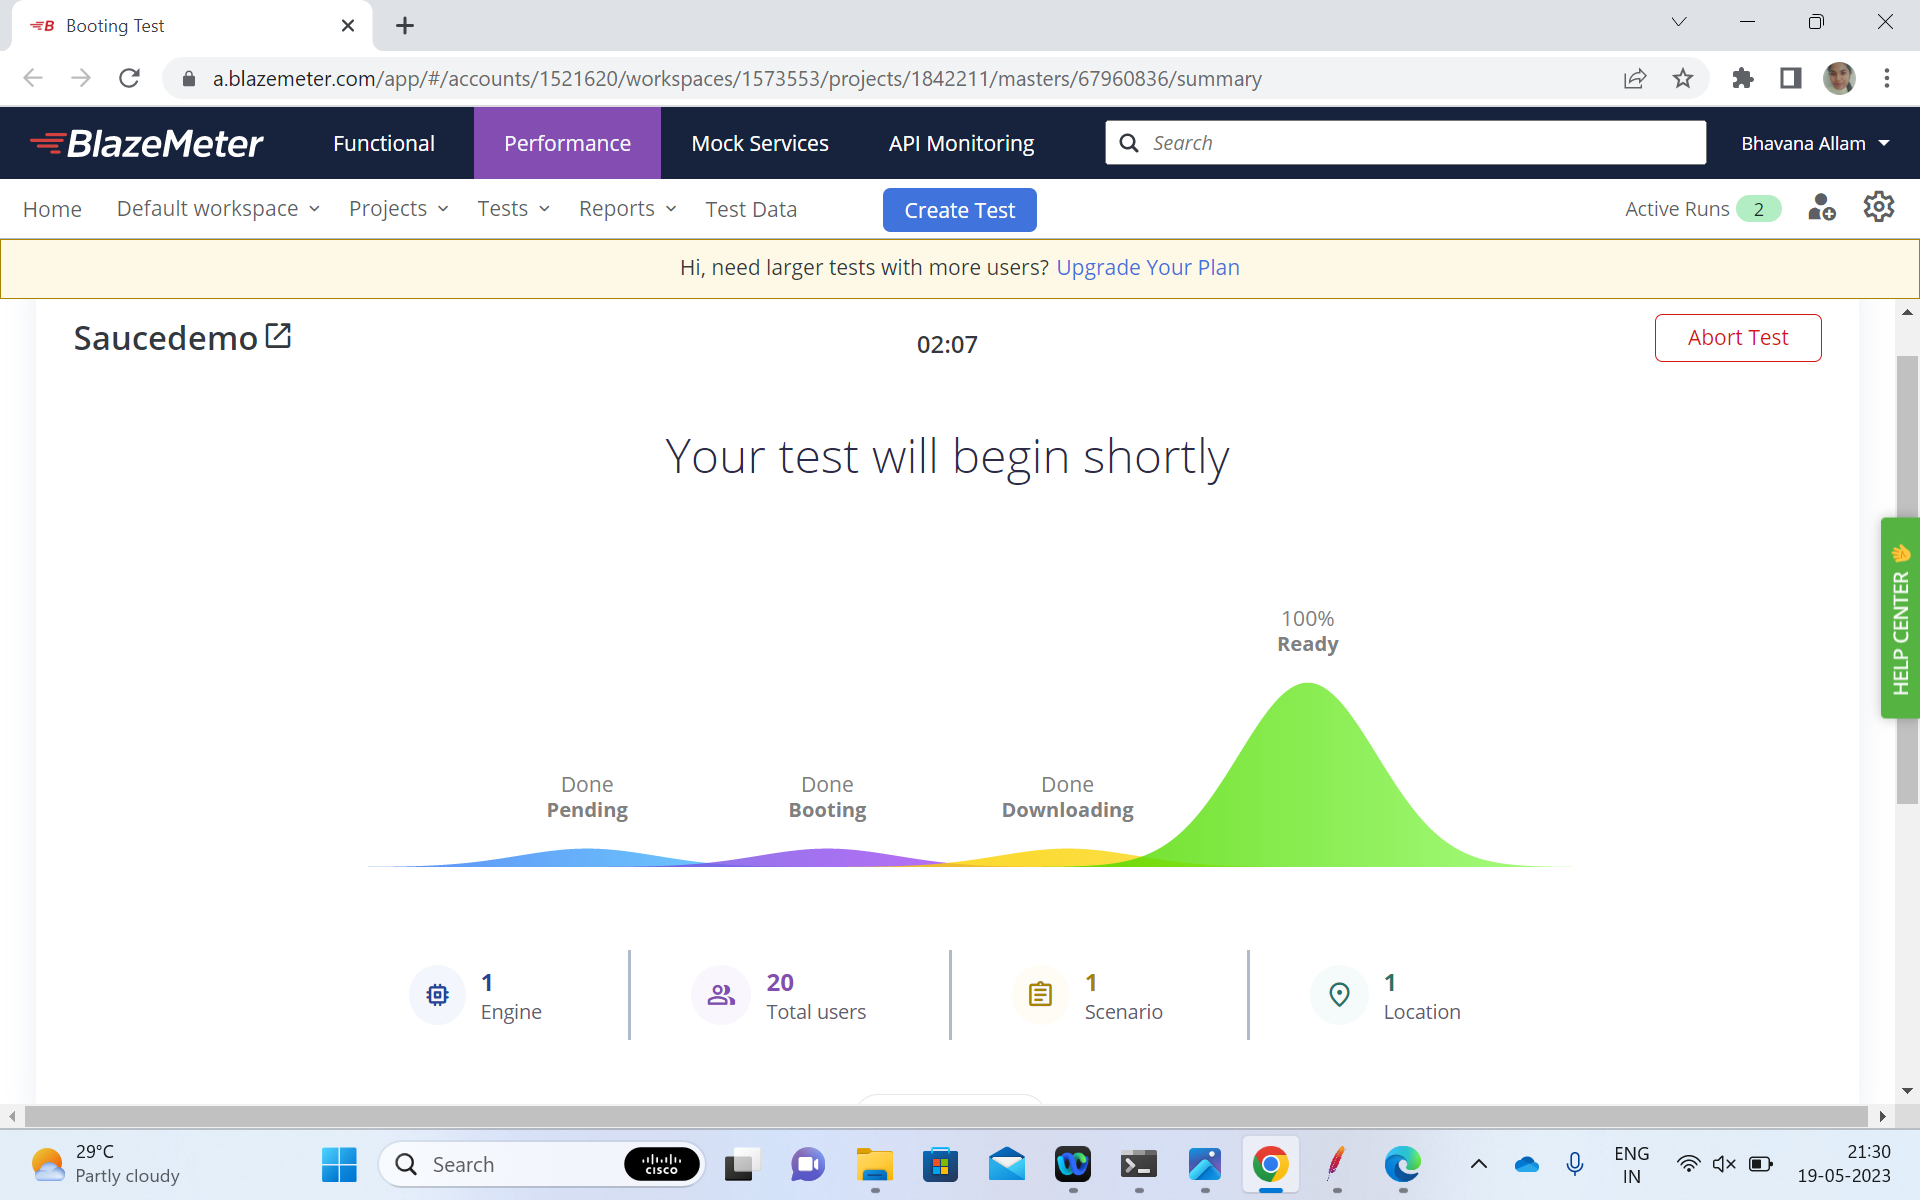 Booting Test
a.blazemeter.com/app/#/accounts/1521620/workspaces/1573553/projects/1842211/masters/67960836/summary
BlazeMeter Functional Performance Mock Services API Monitoring Search Bhavana Allam
Home Default workspace Projects Tests Reports Test Data Create Test Active Runs 2
Hi, need larger tests with more users? Upgrade Your Plan
Saucedemo 02:07 Abort Test
Your test will begin shortly
HELP CENTER
100%
Ready
Done Done Done
Pending Booting Downloading
1 20 1 1
Engine Total users Scenario Location
29°C
Partly cloudy
Search
CISCO
ENG
IN
21:30
19-05-2023